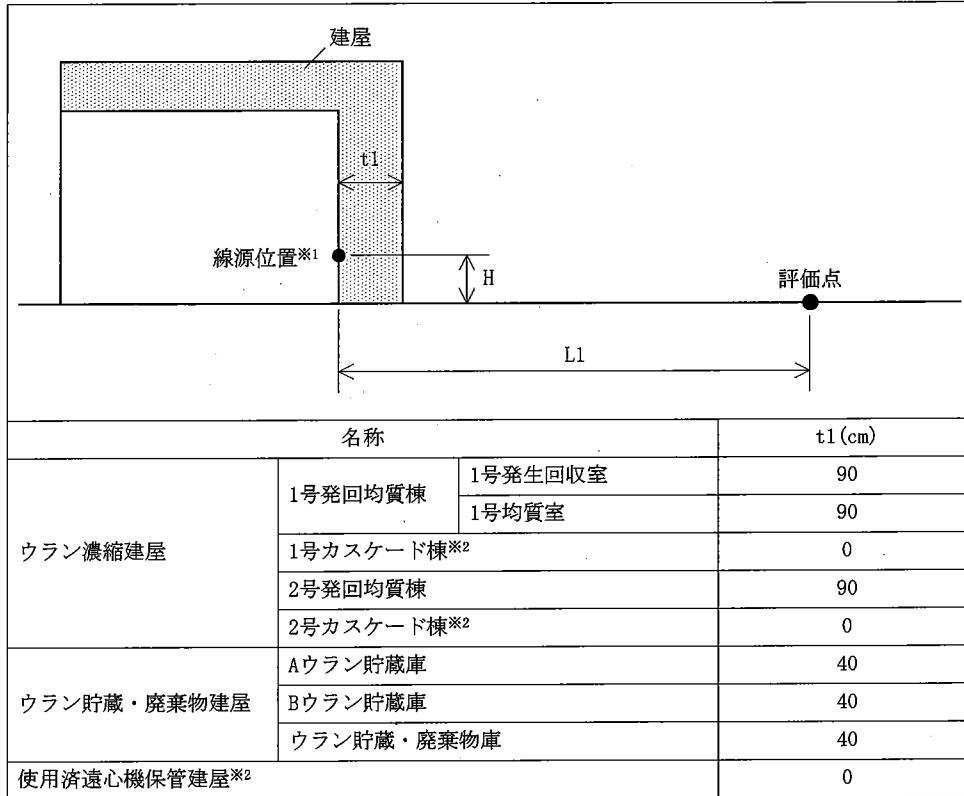 建屋
t1
線源位置※1
H
評価点
L1
名称 t1(cm)
ウラン濃縮建屋 1号発回均質棟 1号発生回収室 90
1号均質室 90
1号カスケード棟※2 0
2号発回均質棟 90
2号カスケード棟※2 0
ウラン貯蔵・廃棄物建屋 Aウラン貯蔵庫 40
Bウラン貯蔵庫 40
ウラン貯蔵・廃棄物庫 40
使用済遠心機保管建屋※2 0